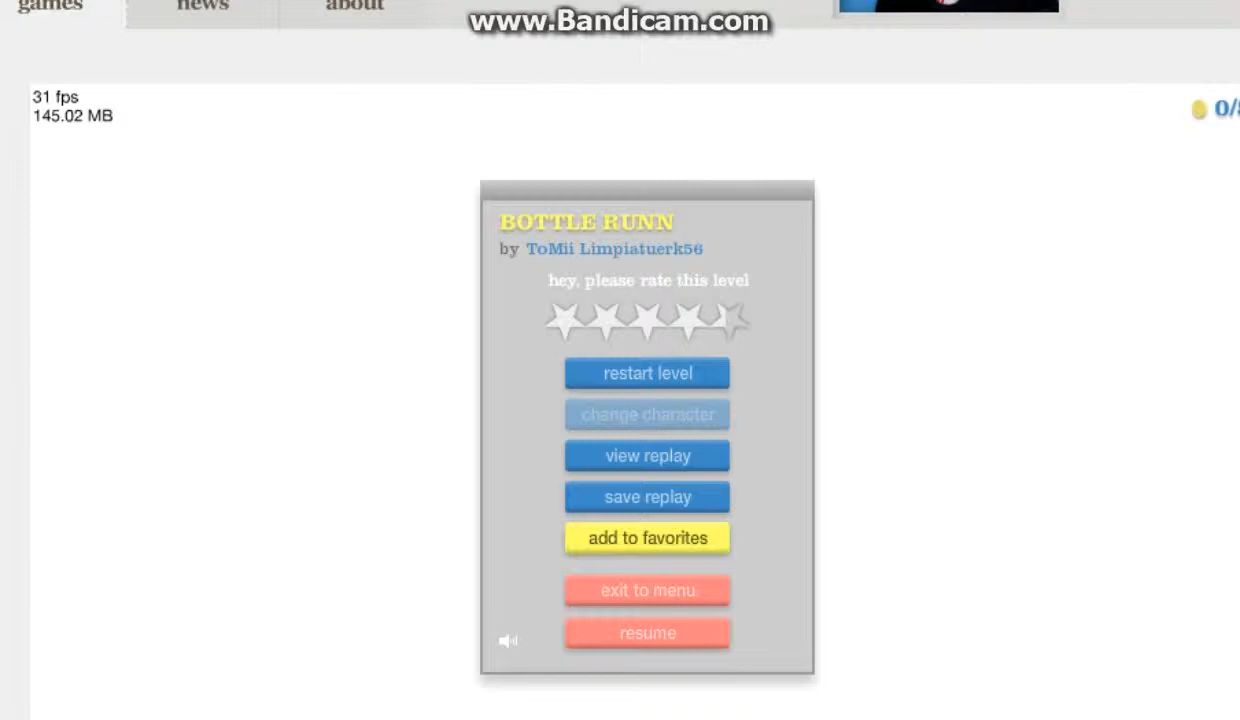 games news about
www.Bandicam.com
31 fps
145.02 MB
BOTTLE RUNN
by ToMii Limpiatuerk56
hey, please rate this level
restart level
change character
view replay
save replay
add to favorites
exit to menu
resume